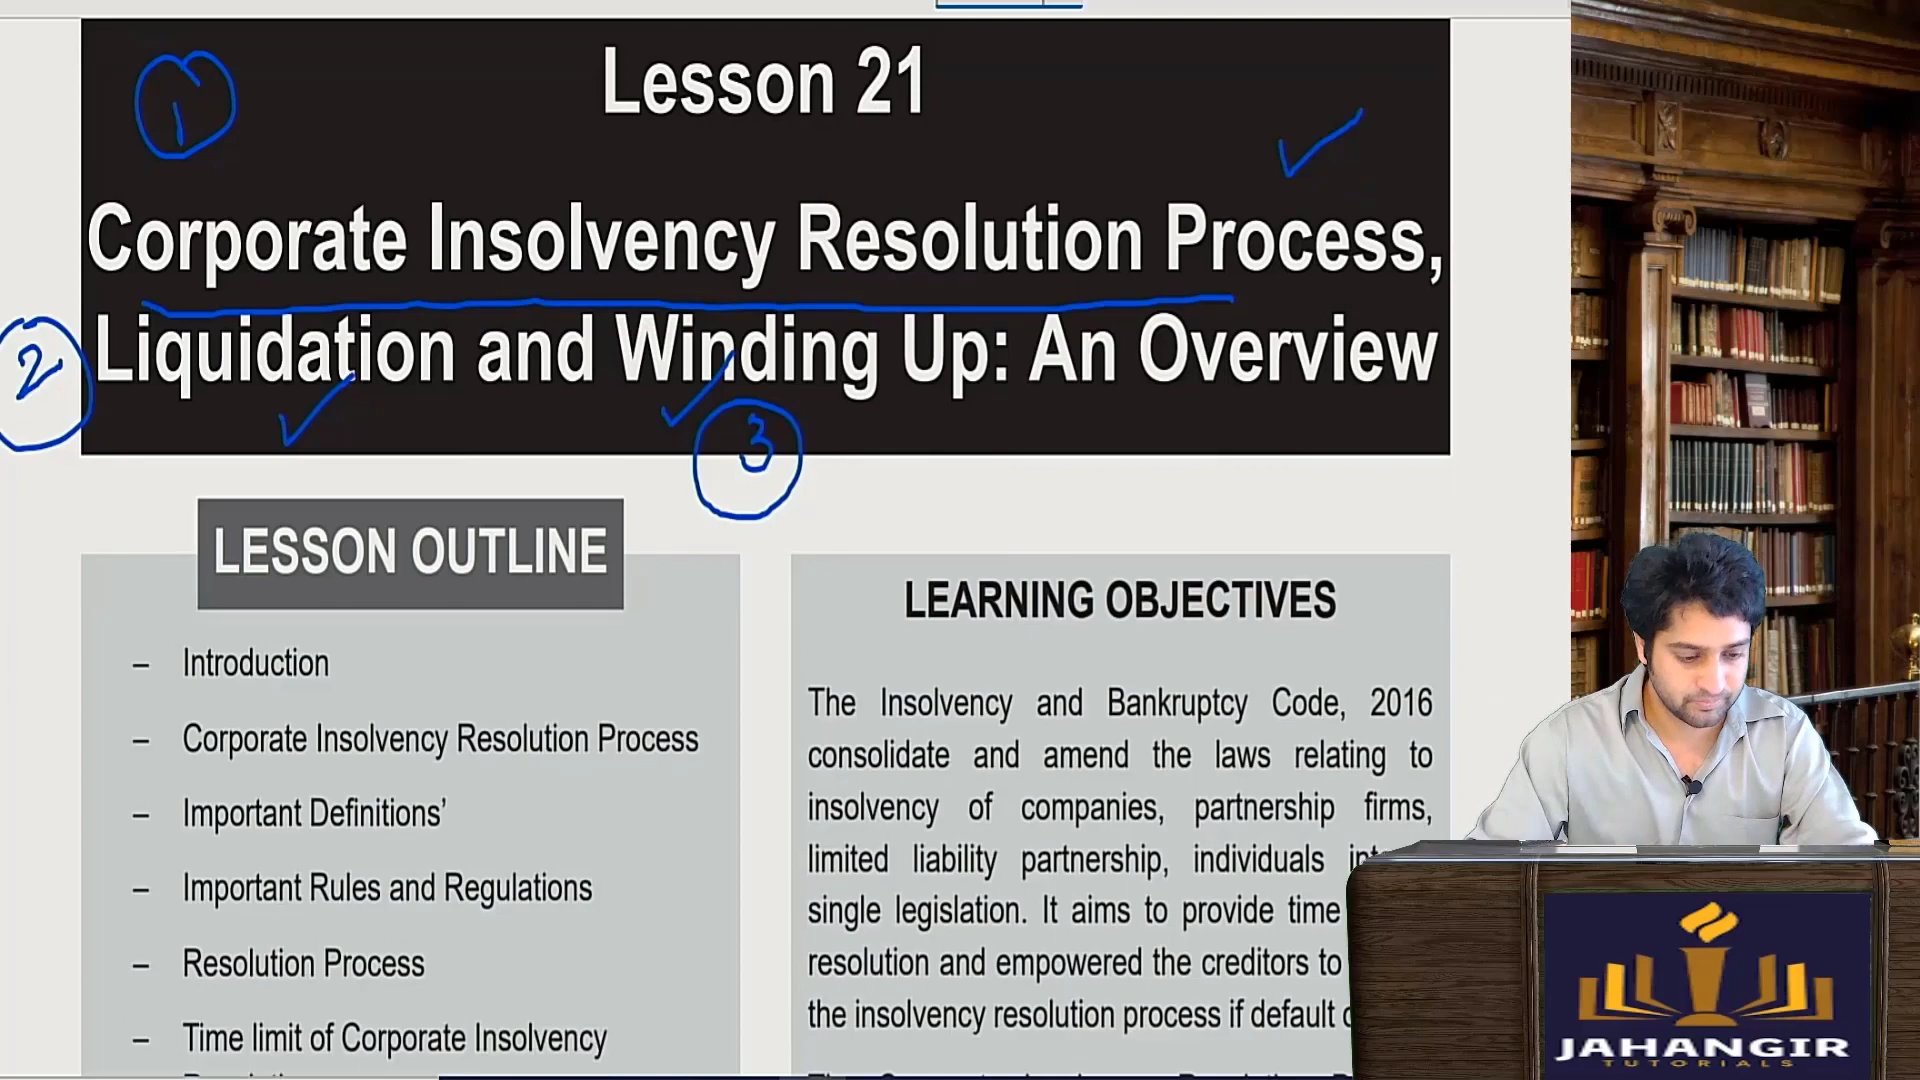 1
Lesson 21
Corporate Insolvency Resolution Process,
2
Liquidation and Winding Up: An Overview
3
LESSON OUTLINE
– Introduction
– Corporate Insolvency Resolution Process
– Important Definitions’
– Important Rules and Regulations
– Resolution Process
– Time limit of Corporate Insolvency
LEARNING OBJECTIVES
The Insolvency and Bankruptcy Code, 2016
consolidate and amend the laws relating to
insolvency of companies, partnership firms,
limited liability partnership, individuals
single legislation. It aims to provide time
resolution and empowered the creditors to
the insolvency resolution process if default
JAHANGIR
TUTORIALS